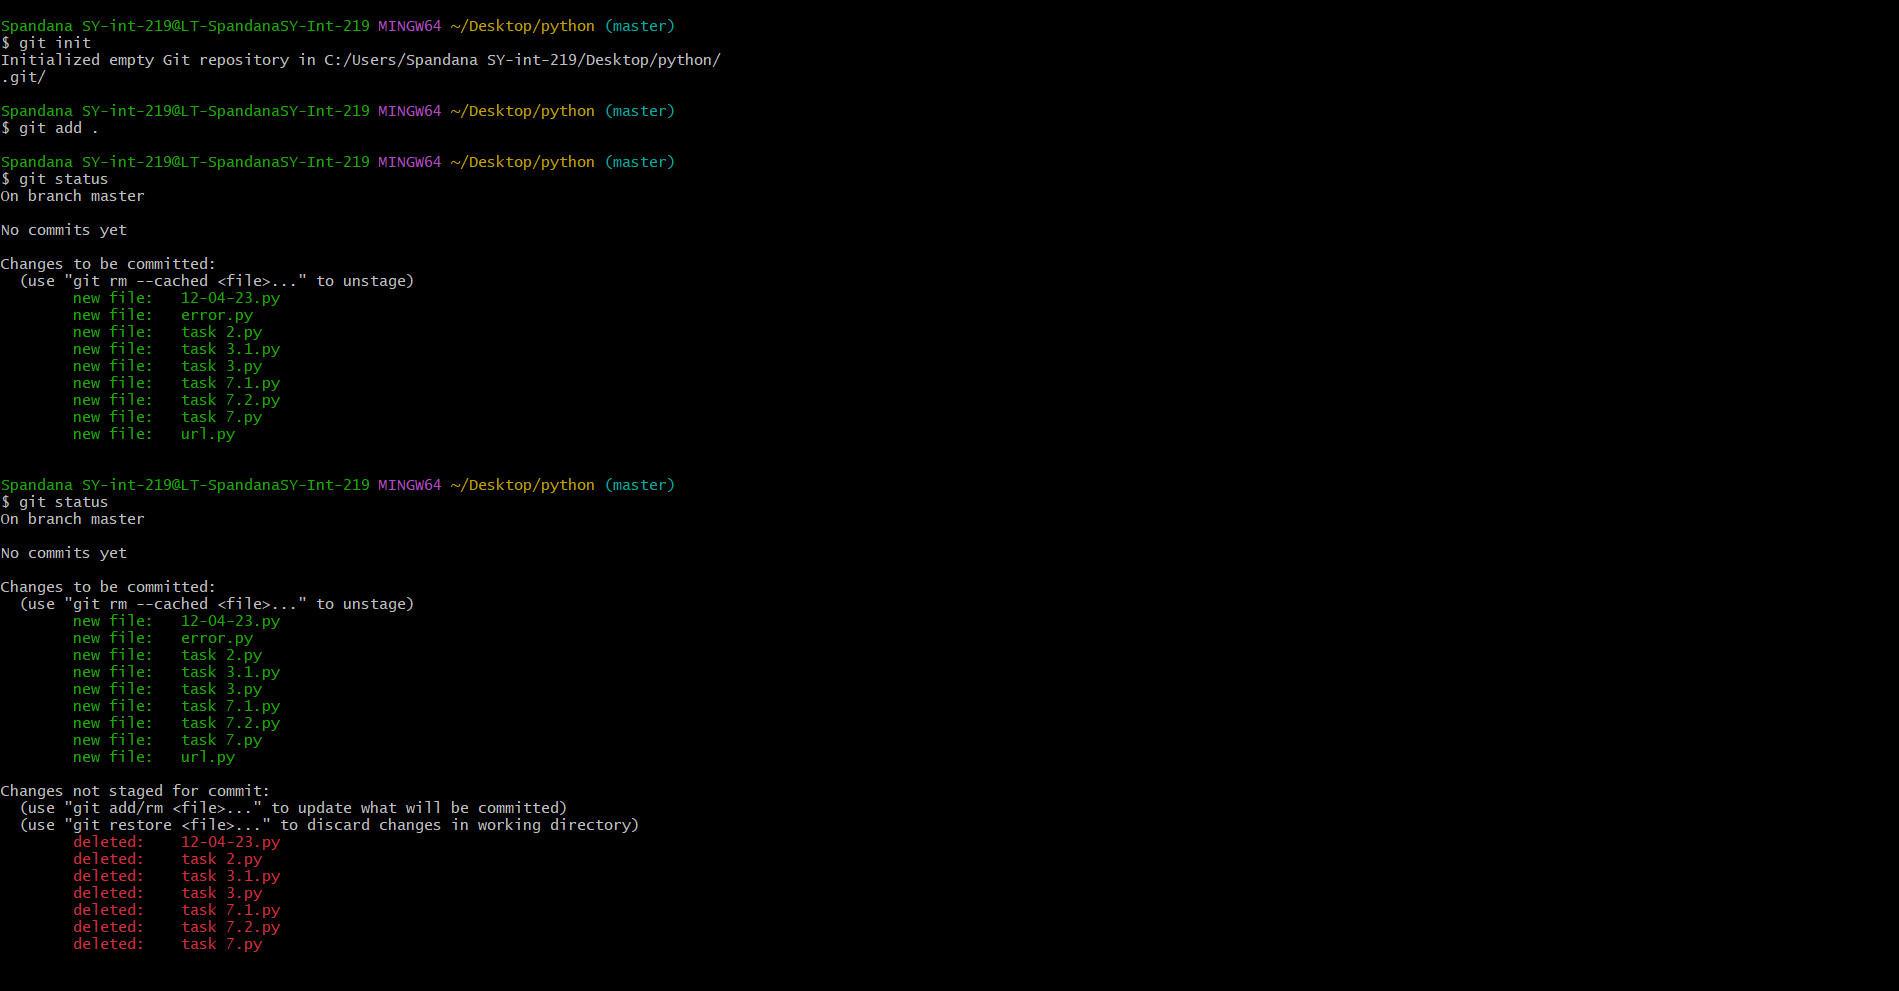 Spandana SY-int-219@LT-SpandanaSY-Int-219 MINGW64 ~/Desktop/python (master)
$ git init
Initialized empty Git repository in C:/Users/Spandana SY-int-219/Desktop/python/
.git/
Spandana SY-int-219@LT-SpandanaSY-Int-219 MINGW64 ~/Desktop/python (master)
$ git add .
Spandana SY-int-219@LT-SpandanaSY-Int-219 MINGW64 ~/Desktop/python (master)
$ git status
On branch master
No commits yet
Changes to be committed:
  (use "git rm --cached <file>..." to unstage)
        new file:   12-04-23.py
        new file:   error.py
        new file:   task 2.py
        new file:   task 3.1.py
        new file:   task 3.py
        new file:   task 7.1.py
        new file:   task 7.2.py
        new file:   task 7.py
        new file:   url.py
Spandana SY-int-219@LT-SpandanaSY-Int-219 MINGW64 ~/Desktop/python (master)
$ git status
On branch master
No commits yet
Changes to be committed:
  (use "git rm --cached <file>..." to unstage)
        new file:   12-04-23.py
        new file:   error.py
        new file:   task 2.py
        new file:   task 3.1.py
        new file:   task 3.py
        new file:   task 7.1.py
        new file:   task 7.2.py
        new file:   task 7.py
        new file:   url.py
Changes not staged for commit:
  (use "git add/rm <file>..." to update what will be committed)
  (use "git restore <file>..." to discard changes in working directory)
        deleted:    12-04-23.py
        deleted:    task 2.py
        deleted:    task 3.1.py
        deleted:    task 3.py
        deleted:    task 7.1.py
        deleted:    task 7.2.py
        deleted:    task 7.py